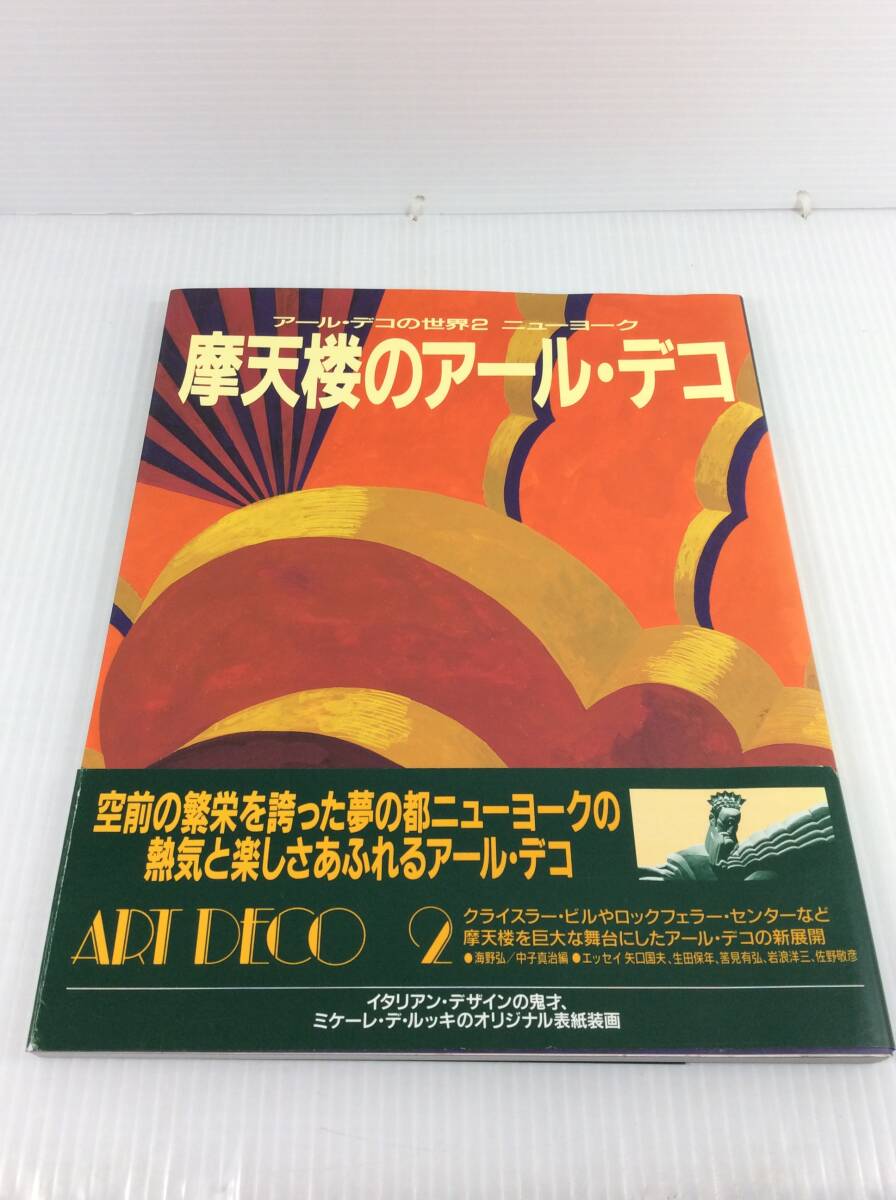 アール・デコの世界2 ニューヨーク
摩天楼のアール・デコ
空前の繁栄を誇った夢の都ニューヨークの
熱気と楽しさあふれるアール・デコ
ART DECO 2
クライスラー・ビルやロックフェラー・センターなど
摩天楼を巨大な舞台にしたアール・デコの新展開
●海野弘／中子真治編 ●エッセイ 矢口国夫、生田保年、筈見有弘、岩浪洋三、佐野敬彦
イタリアン・デザインの鬼才、
ミケーレ・デ・ルッキのオリジナル表紙装画